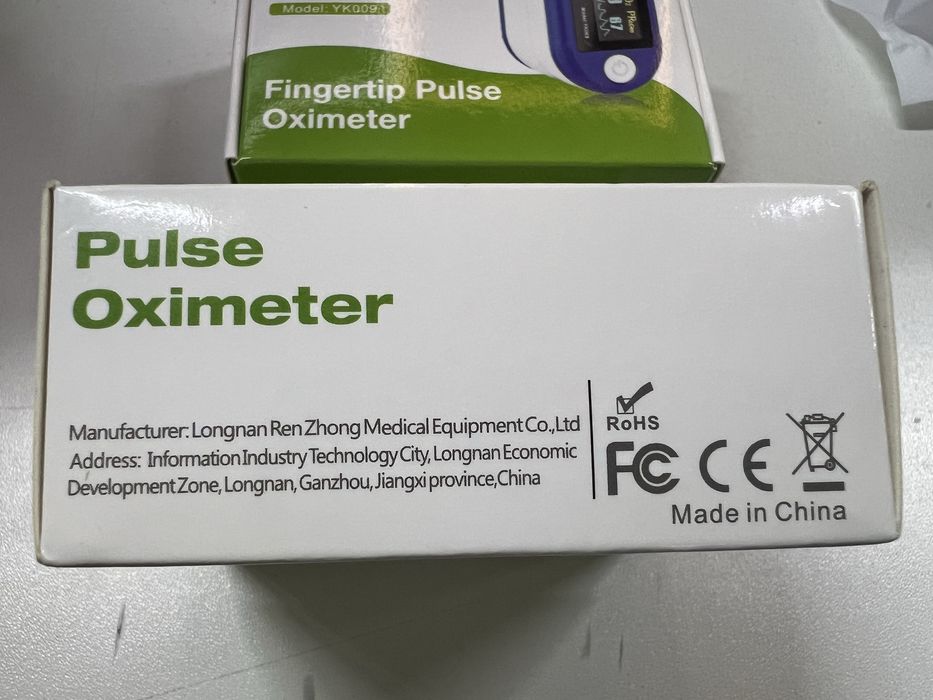 Model: YK009
Fingertip Pulse
Oximeter
67
Pulse
Oximeter
Manufacturer: Longnan Ren Zhong Medical Equipment Co.,Ltd
Address: Information Industry Technology City, Longnan Economic
Development Zone, Longnan, Ganzhou, Jiangxi province,China
RoHS
FC CE
Made in China